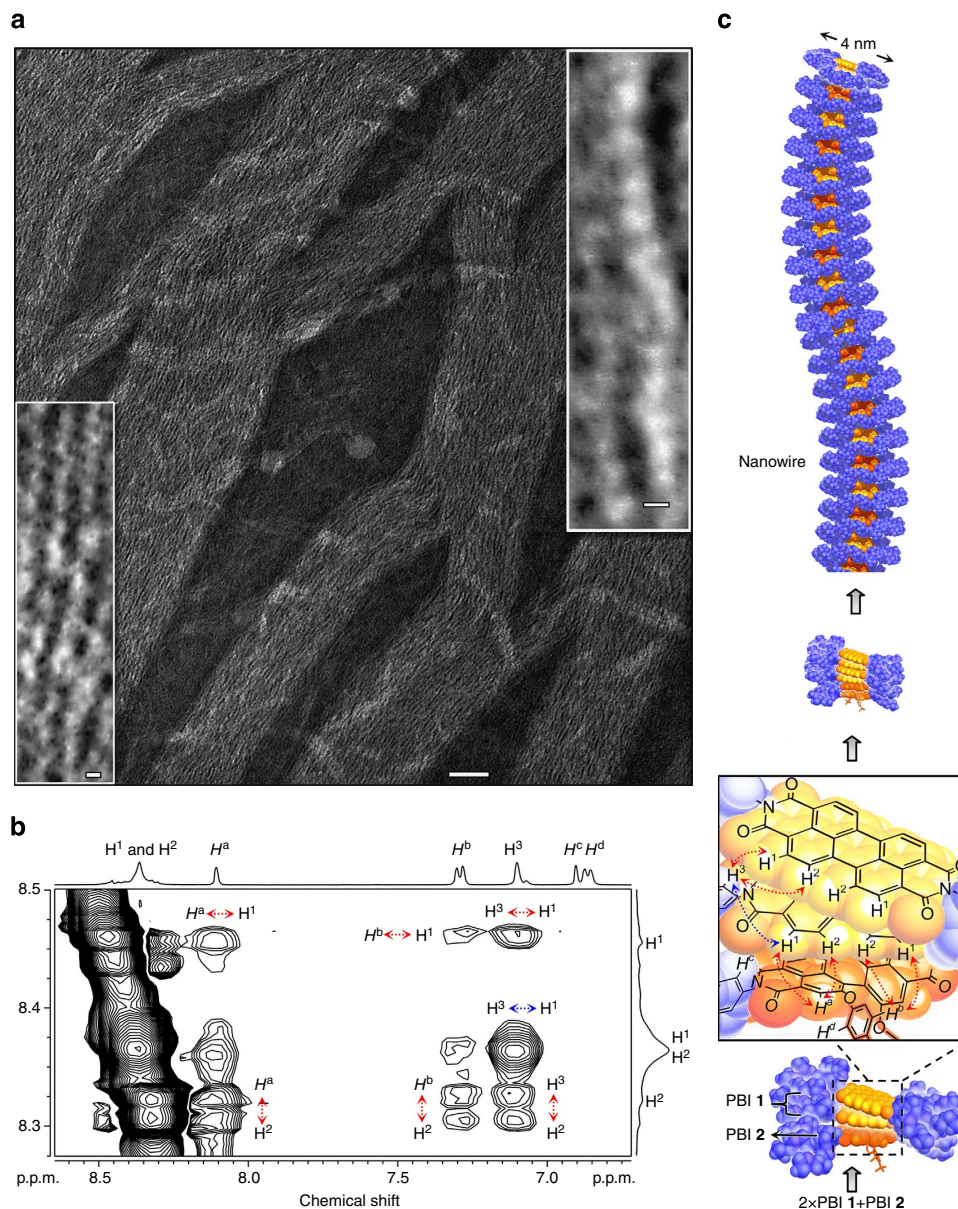 a
b
H¹ and H²
Hᵃ
Hᵇ
H³
Hᶜ
Hᵈ
8.5
8.4
8.3
Hᵃ
H¹
Hᵇ
H¹
H³
H¹
H³
H¹
Hᵃ
H²
Hᵇ
H²
H³
H²
H¹
H¹
H²
H²
p.p.m.
8.5
8.0
7.5
7.0
p.p.m.
Chemical shift
c
4 nm
Nanowire
O
O
N
N
O
O
H¹
H³
H²
H²
H¹
N
O
H¹
H²
H²
H¹
Hᶜ
N
O
O
Hᵃ
O
Hᵇ
Hᵈ
O
PBI 1
PBI 2
2×PBI 1+PBI 2